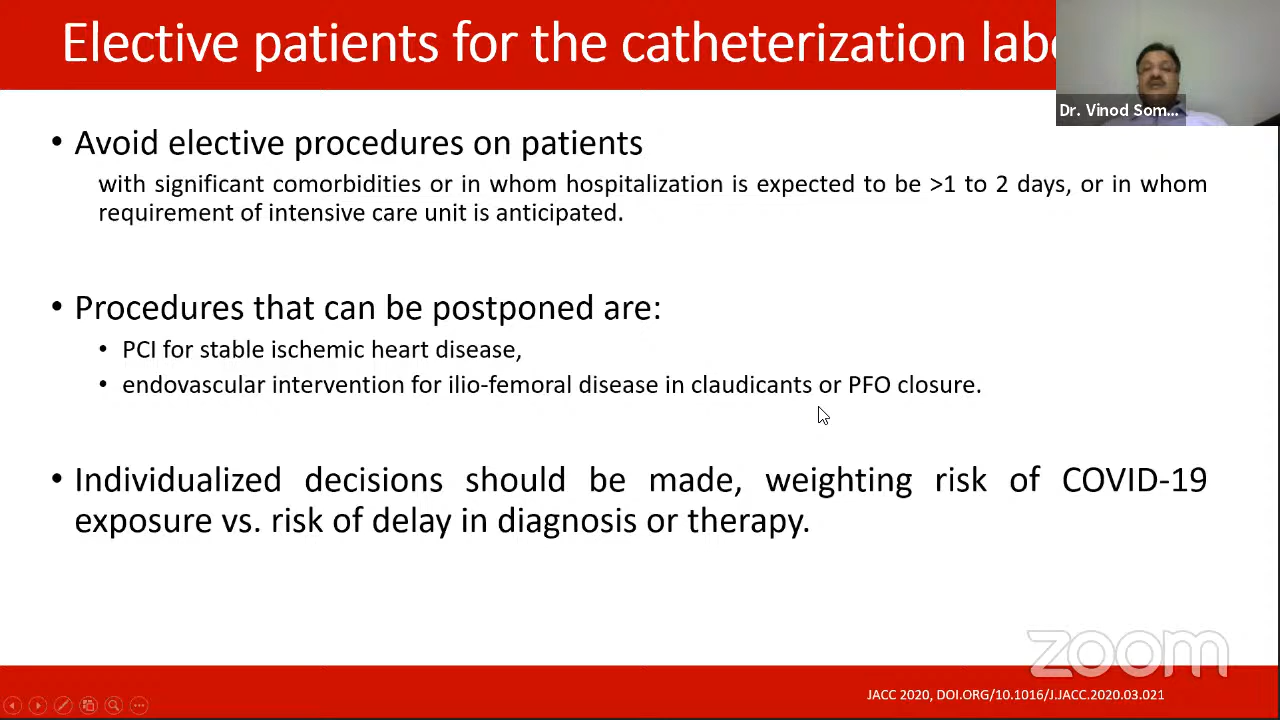 Elective patients for the catheterization labo
Dr. Vinod Som...
• Avoid elective procedures on patients
with significant comorbidities or in whom hospitalization is expected to be >1 to 2 days, or in whom
requirement of intensive care unit is anticipated.
• Procedures that can be postponed are:
• PCI for stable ischemic heart disease,
• endovascular intervention for ilio-femoral disease in claudicants or PFO closure.
• Individualized decisions should be made, weighting risk of COVID-19
exposure vs. risk of delay in diagnosis or therapy.
zoom
JACC 2020, DOI.ORG/10.1016/J.JACC.2020.03.021